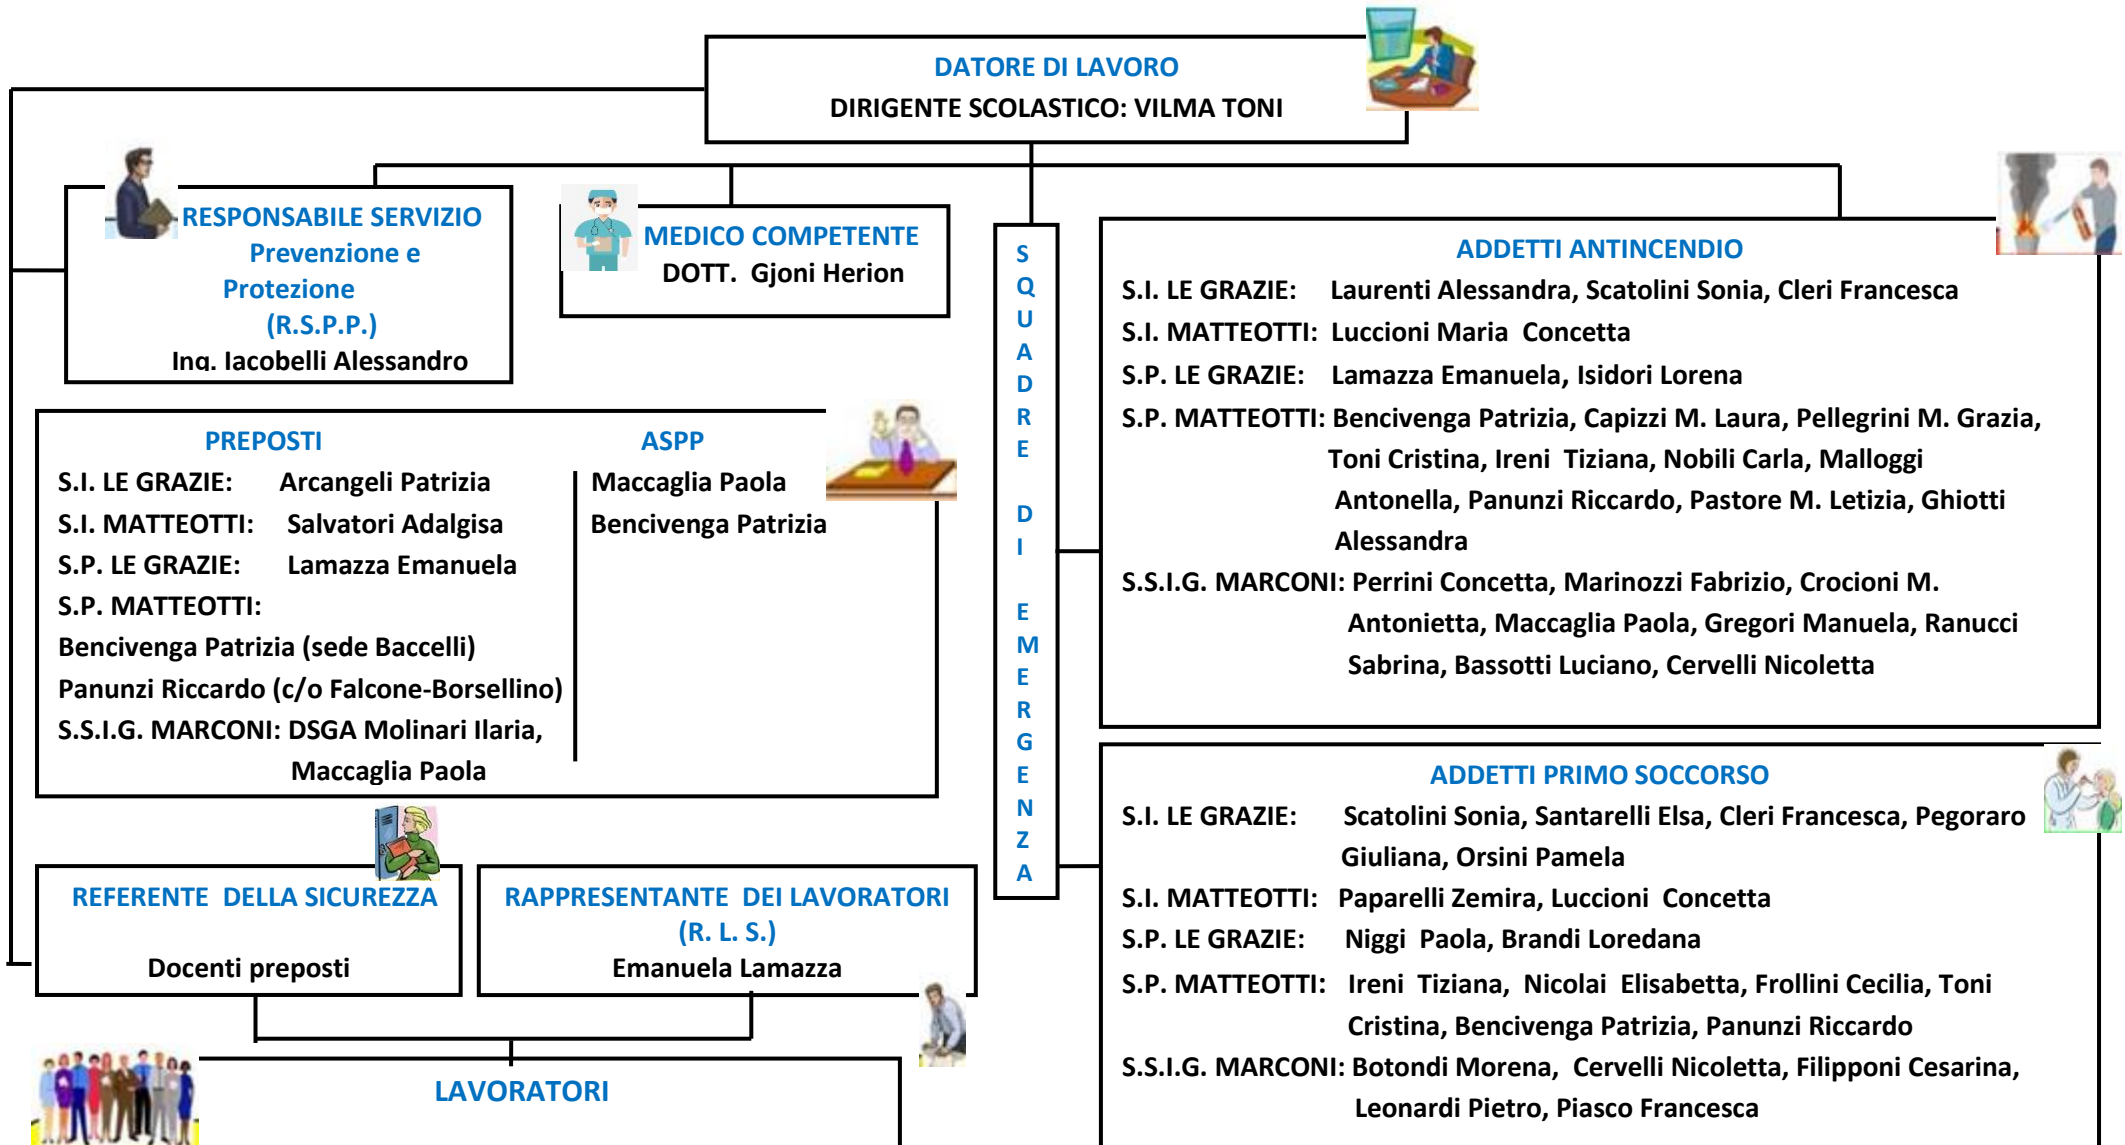 DATORE DI LAVORO
DIRIGENTE SCOLASTICO: VILMA TONI
RESPONSABILE SERVIZIO
Prevenzione e
Protezione
(R.S.P.P.)
Ing. Iacobelli Alessandro
MEDICO COMPETENTE
DOTT. Gjoni Herion
PREPOSTI
S.I. LE GRAZIE: Arcangeli Patrizia
S.I. MATTEOTTI: Salvatori Adalgisa
S.P. LE GRAZIE: Lamazza Emanuela
S.P. MATTEOTTI:
Bencivenga Patrizia (sede Baccelli)
Panunzi Riccardo (c/o Falcone-Borsellino)
S.S.I.G. MARCONI: DSGA Molinari Ilaria,
Maccaglia Paola
ASPP
Maccaglia Paola
Bencivenga Patrizia
REFERENTE DELLA SICUREZZA
Docenti preposti
RAPPRESENTANTE DEI LAVORATORI
(R. L. S.)
Emanuela Lamazza
LAVORATORI
SQUADRE DI EMERGENZA
ADDETTI ANTINCENDIO
S.I. LE GRAZIE: Laurenti Alessandra, Scatolini Sonia, Cleri Francesca
S.I. MATTEOTTI: Luccioni Maria Concetta
S.P. LE GRAZIE: Lamazza Emanuela, Isidori Lorena
S.P. MATTEOTTI: Bencivenga Patrizia, Capizzi M. Laura, Pellegrini M. Grazia,
Toni Cristina, Ireni Tiziana, Nobili Carla, Malloggi
Antonella, Panunzi Riccardo, Pastore M. Letizia, Ghiotti
Alessandra
S.S.I.G. MARCONI: Perrini Concetta, Marinozzi Fabrizio, Crocioni M.
Antonietta, Maccaglia Paola, Gregori Manuela, Ranucci
Sabrina, Bassotti Luciano, Cervelli Nicoletta
ADDETTI PRIMO SOCCORSO
S.I. LE GRAZIE: Scatolini Sonia, Santarelli Elsa, Cleri Francesca, Pegoraro
Giuliana, Orsini Pamela
S.I. MATTEOTTI: Paparelli Zemira, Luccioni Concetta
S.P. LE GRAZIE: Niggi Paola, Brandi Loredana
S.P. MATTEOTTI: Ireni Tiziana, Nicolai Elisabetta, Frollini Cecilia, Toni
Cristina, Bencivenga Patrizia, Panunzi Riccardo
S.S.I.G. MARCONI: Botondi Morena, Cervelli Nicoletta, Filipponi Cesarina,
Leonardi Pietro, Piasco Francesca